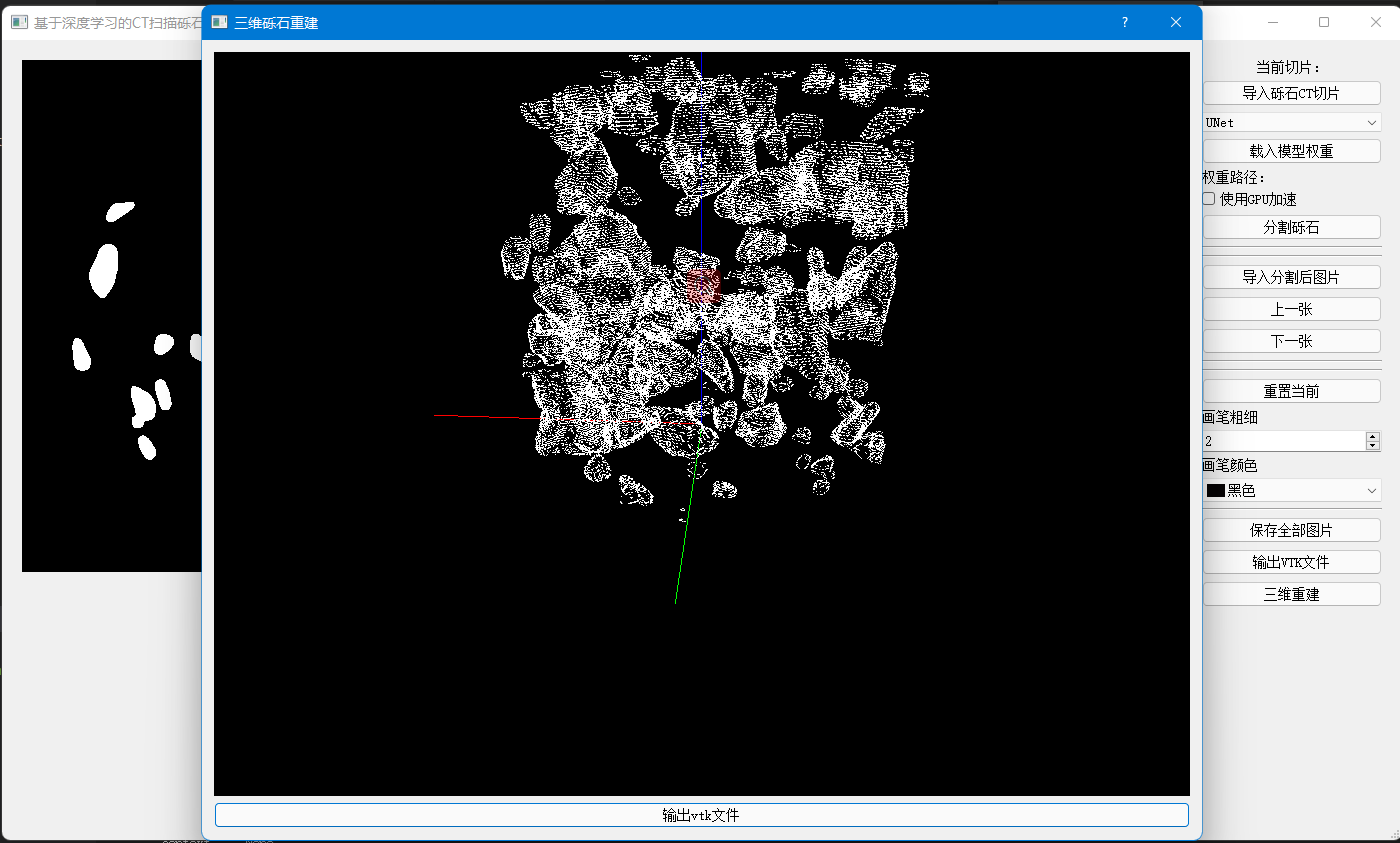 基于深度学习的CT扫描砾石
三维砾石重建
当前切片：
导入砾石CT切片
UNet
载入模型权重
权重路径：
使用GPU加速
分割砾石
导入分割后图片
上一张
下一张
重置当前
画笔粗细
2
画笔颜色
黑色
保存全部图片
输出VTK文件
三维重建
输出vtk文件